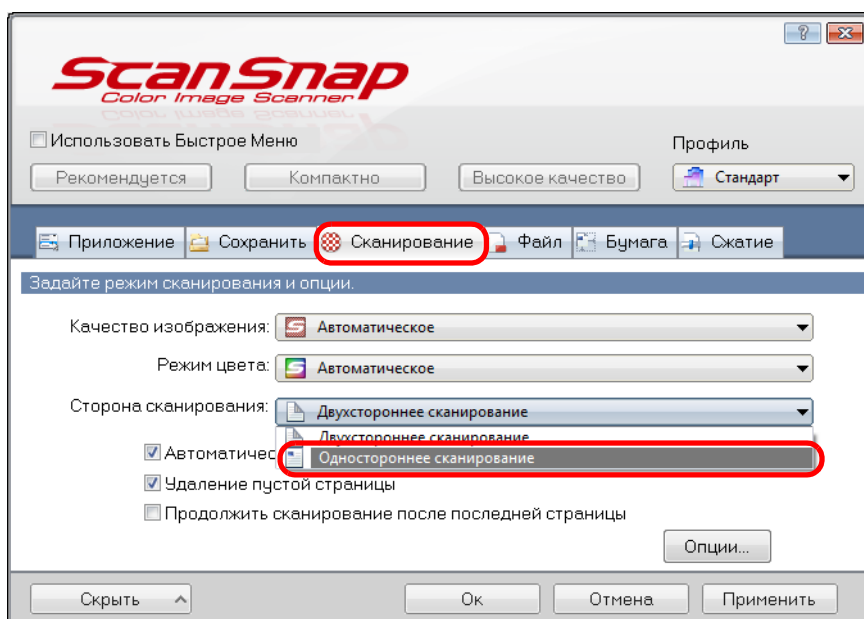 ScanSnap
Color Image Scanner
Использовать Быстрое Меню
Профиль
Рекомендуется Компактно Высокое качество Стандарт
Приложение Сохранить Сканирование Файл Бумага Сжатие
Задайте режим сканирования и опции.
Качество изображения: Автоматическое
Режим цвета: Автоматическое
Сторона сканирования: Двухстороннее сканирование
Двухстороннее сканирование
Автоматичес Одностороннее сканирование
Удаление пустой страницы
Продолжить сканирование после последней страницы
Опции...
Скрыть Ок Отмена Применить